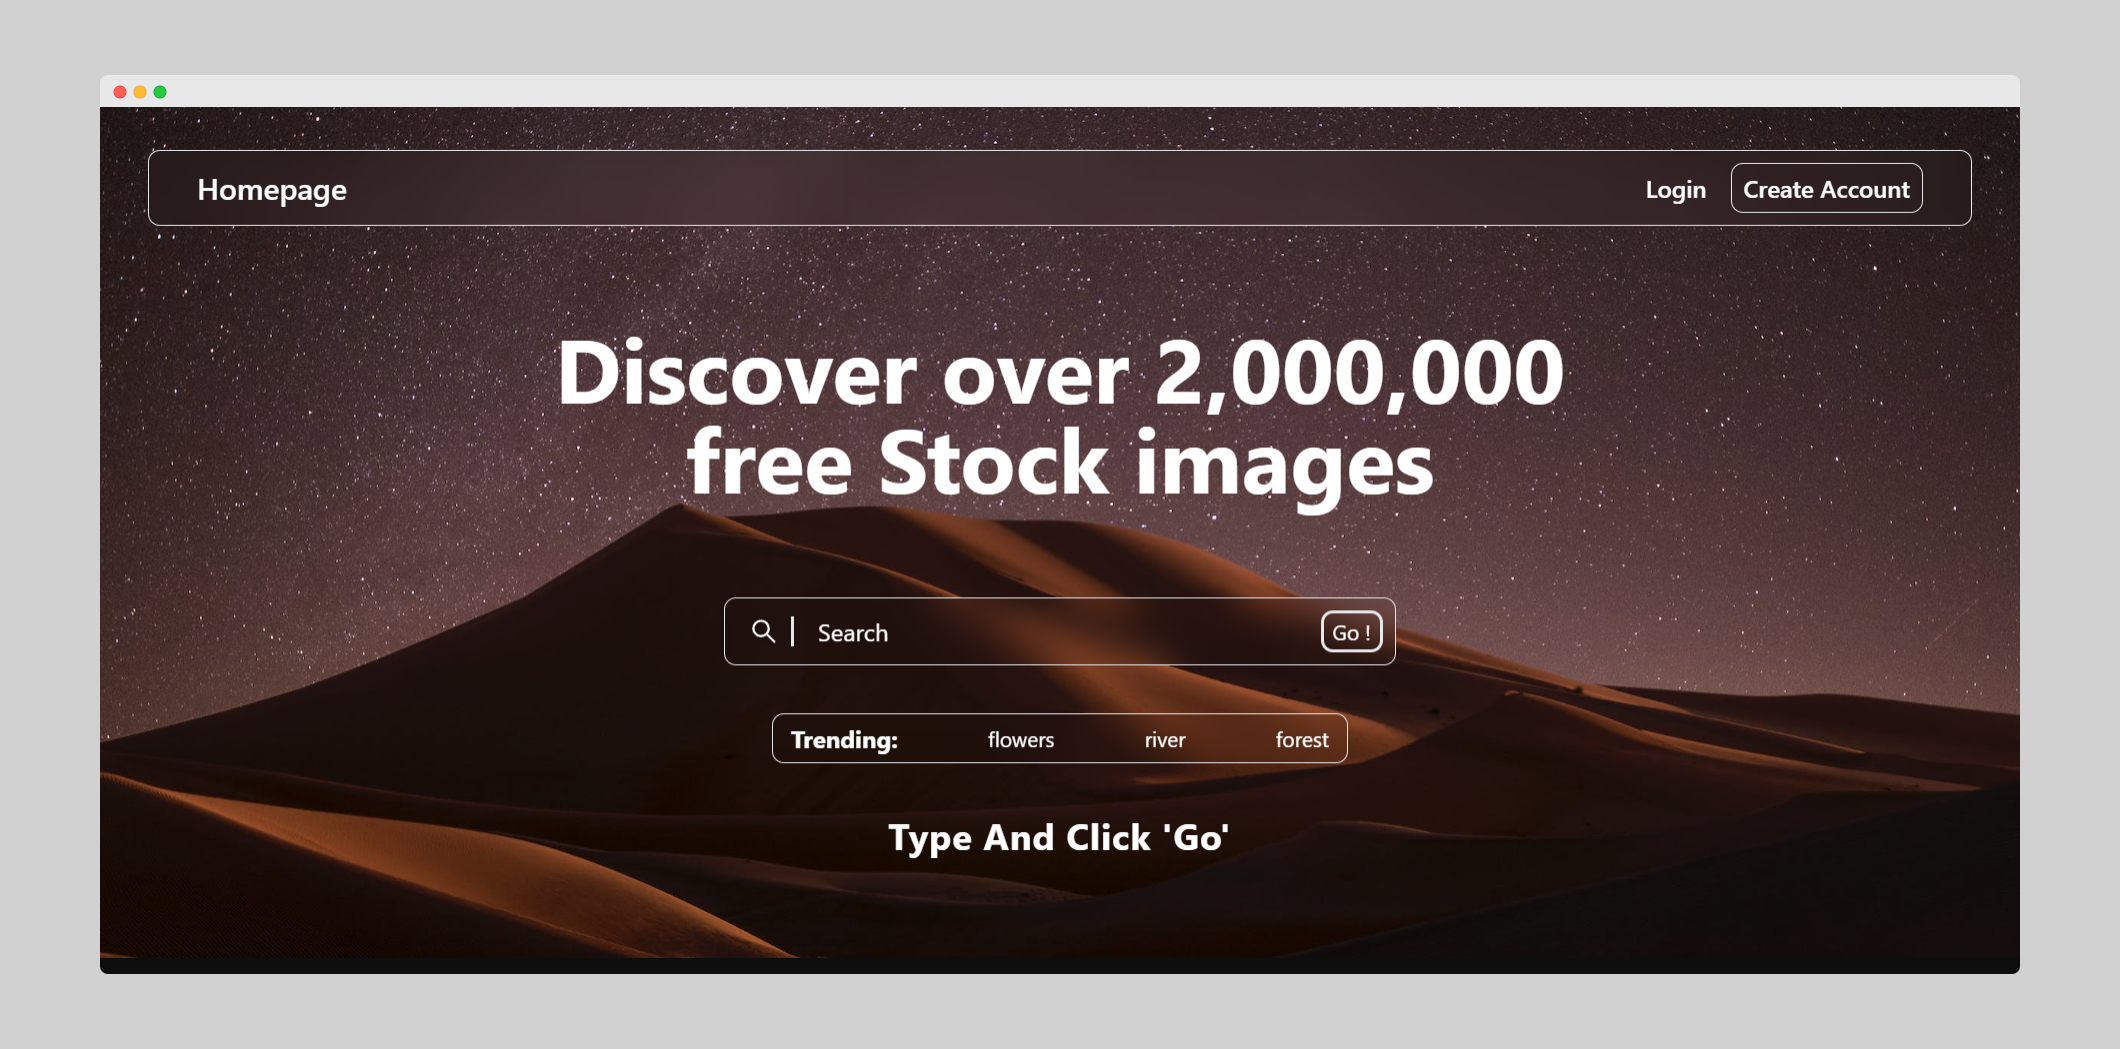 Homepage
Login
Create Account
Discover over 2,000,000
free Stock images
Search
Go !
Trending: flowers river forest
Type And Click 'Go'